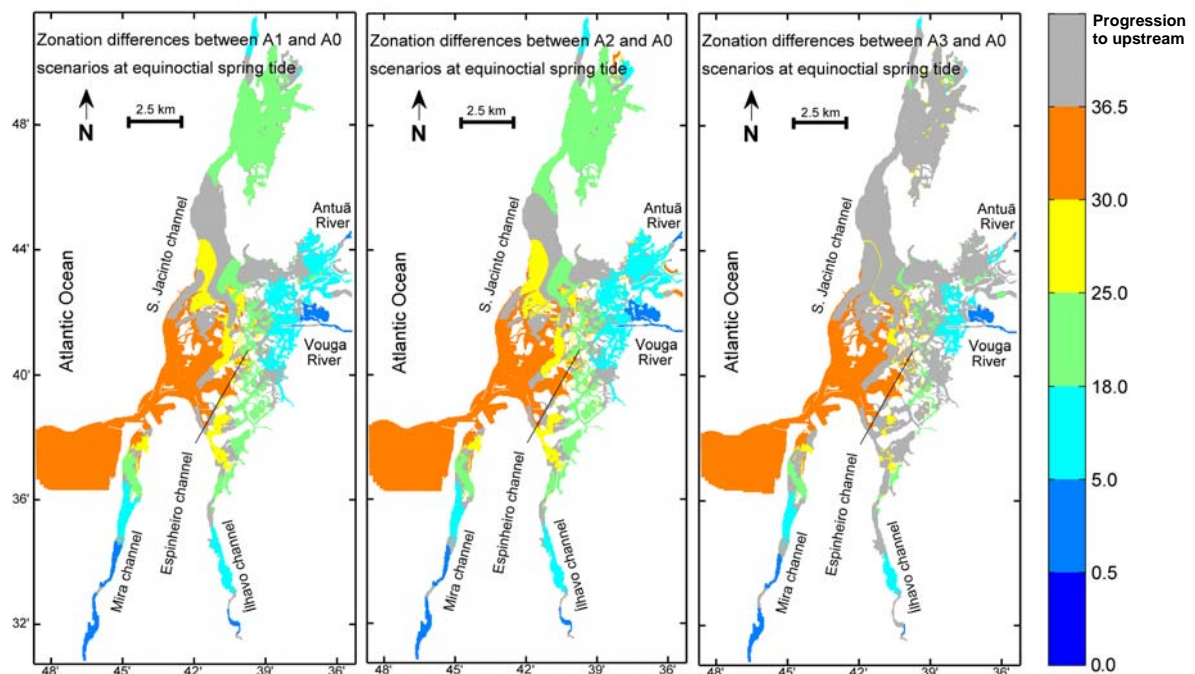 Zonation differences between A1 and A0
scenarios at equinoctial spring tide
2.5 km
N
Atlantic Ocean
S. Jacinto channel
Antuã
River
Vouga
River
Mira channel
Espinheiro channel
Ílhavo channel
48'
44'
40'
36'
32'
48'
45'
42'
39'
36'
Zonation differences between A2 and A0
scenarios at equinoctial spring tide
2.5 km
N
Atlantic Ocean
S. Jacinto channel
Antuã
River
Vouga
River
Mira channel
Espinheiro channel
Ílhavo channel
48'
45'
42'
39'
36'
Zonation differences between A3 and A0
scenarios at equinoctial spring tide
2.5 km
N
Atlantic Ocean
S. Jacinto channel
Antuã
River
Vouga
River
Mira channel
Espinheiro channel
Ílhavo channel
48'
45'
42'
39'
36'
Progression
to upstream
36.5
30.0
25.0
18.0
5.0
0.5
0.0